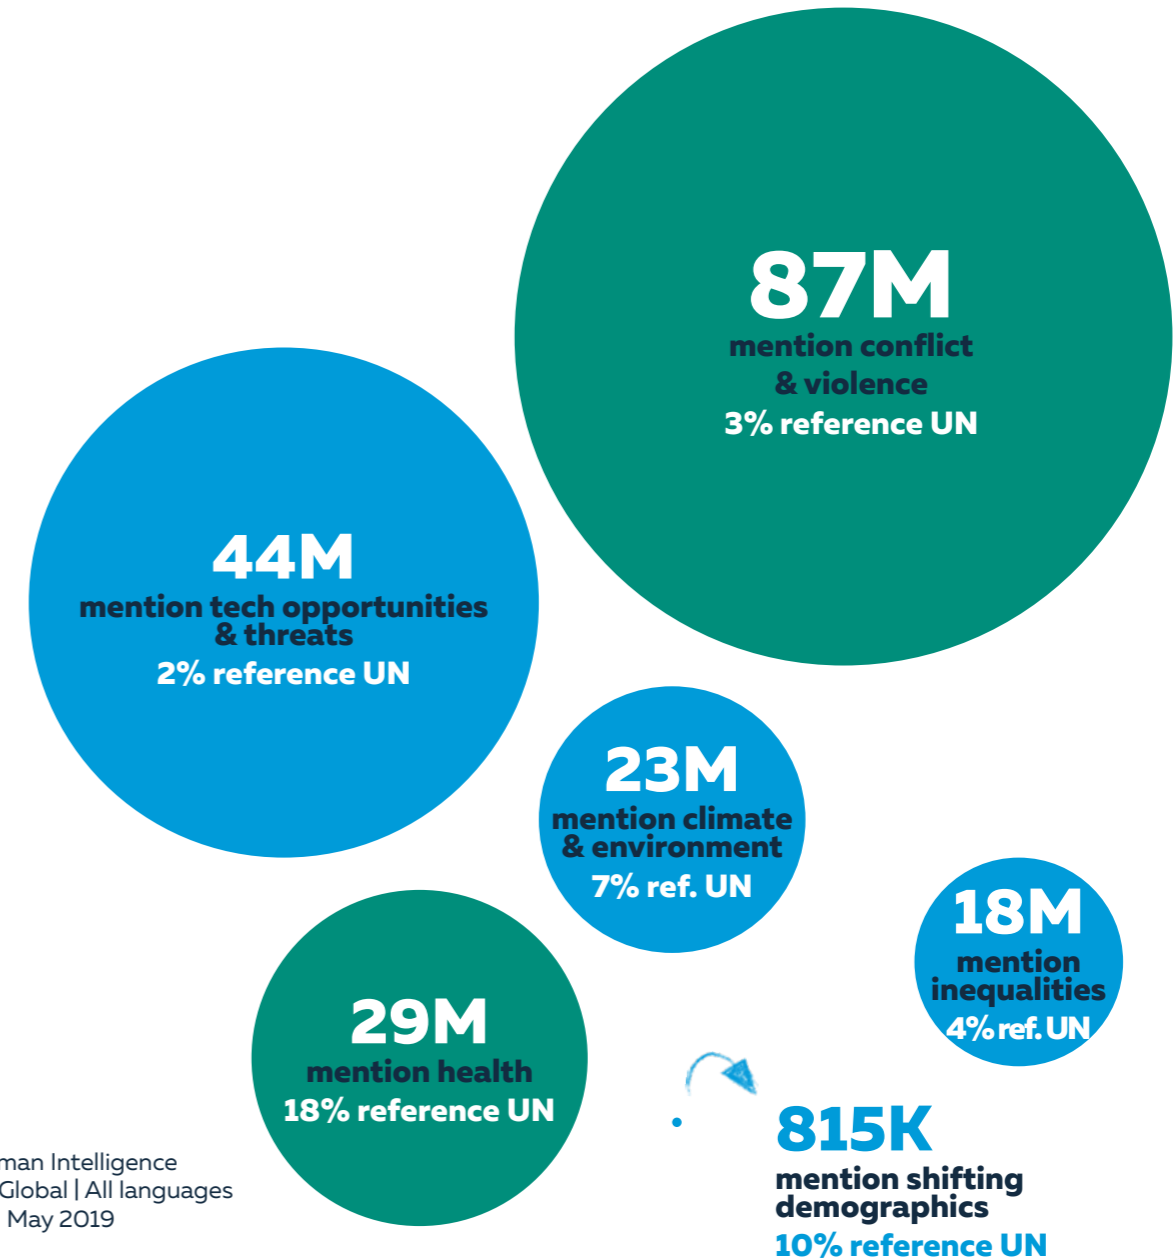 87M
mention conflict
& violence
3% reference UN
44M
mention tech opportunities
& threats
2% reference UN
23M
mention climate
& environment
7% ref. UN
18M
mention
inequalities
4% ref. UN
29M
mention health
18% reference UN
815K
mention shifting
demographics
10% reference UN
man Intelligence
Global | All languages
May 2019